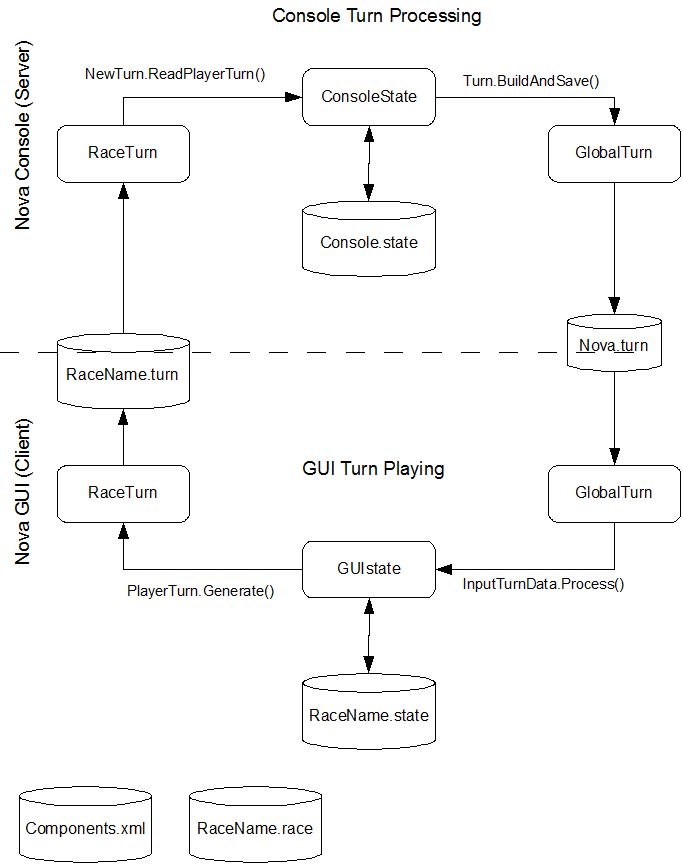 Console Turn Processing
Nova Console (Server)
NewTurn.ReadPlayerTurn()
ConsoleState
Turn.BuildAndSave()
RaceTurn
GlobalTurn
Console.state
Nova.turn
RaceName.turn
Nova GUI (Client)
GUI Turn Playing
RaceTurn
GlobalTurn
GUIstate
PlayerTurn.Generate()
InputTurnData.Process()
RaceName.state
Components.xml
RaceName.race